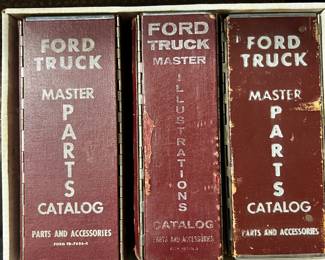 FORD
TRUCK
MASTER
PARTS
CATALOG
PARTS AND ACCESSORIES
FORD
TRUCK
MASTER
ILLUSTRATIONS
CATALOG
PARTS AND ACCESSORIES
FORD
TRUCK
MASTER
PARTS
CATALOG
PARTS AND ACCESSORIES